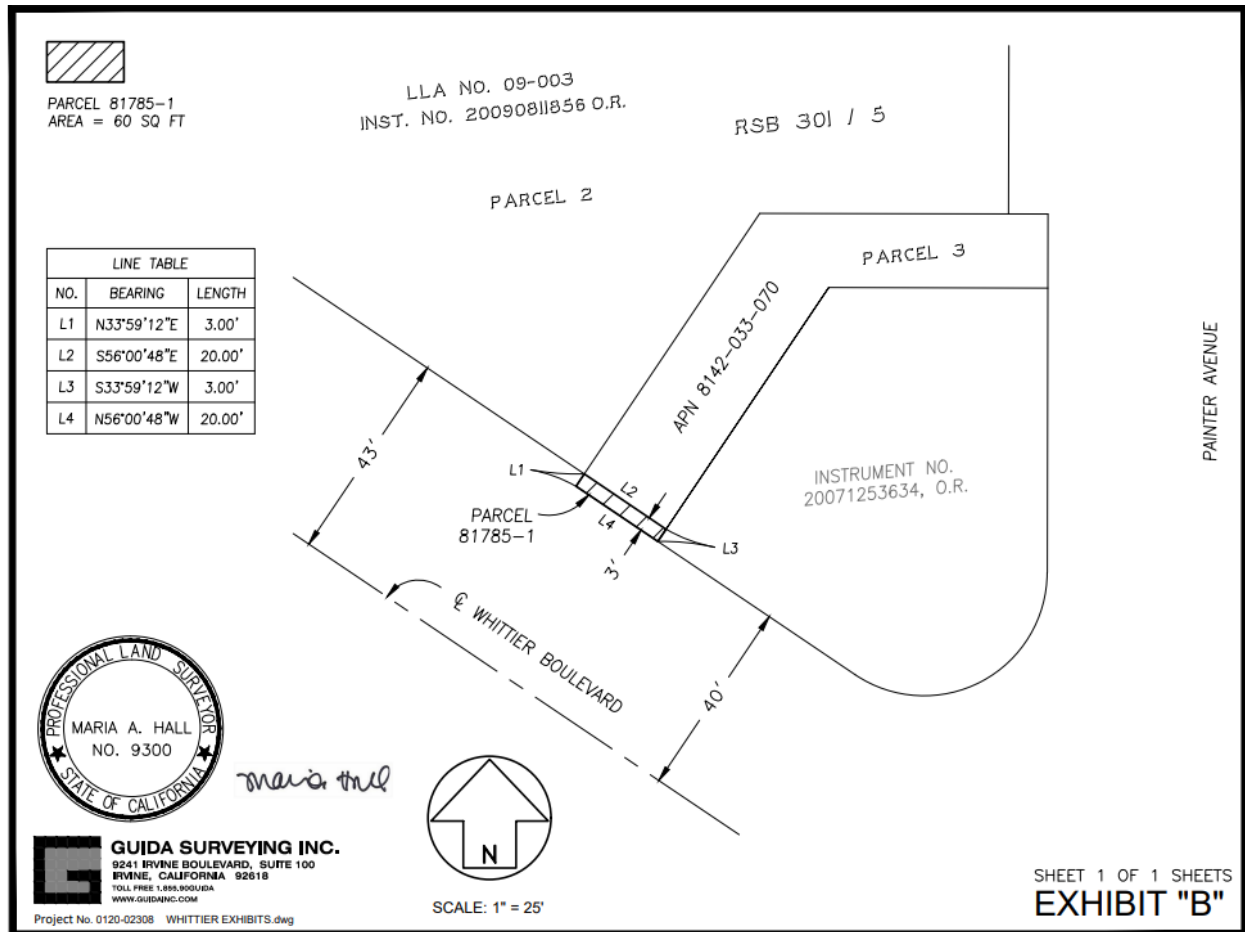 PARCEL 81785-1
AREA = 60 SQ FT
LLA NO. 09-003
INST. NO. 20090811856 O.R.
RSB 301 / 5
PARCEL 2
PARCEL 3
LINE TABLE
NO. BEARING LENGTH
L1 N33°59'12"E 3.00'
L2 S56°00'48"E 20.00'
L3 S33°59'12"W 3.00'
L4 N56°00'48"W 20.00'
APN 8142-033-070
PAINTER AVENUE
43'
L1
L2
L4
L3
PARCEL
81785-1
3'
INSTRUMENT NO.
20071253634, O.R.
℄ WHITTIER BOULEVARD
40'
PROFESSIONAL LAND SURVEYOR
MARIA A. HALL
NO. 9300
STATE OF CALIFORNIA
Maria Hall
N
SCALE: 1" = 25'
GUIDA SURVEYING INC.
9241 IRVINE BOULEVARD, SUITE 100
IRVINE, CALIFORNIA 92618
TOLL FREE 1.855.90GUIDA
WWW.GUIDAINC.COM
Project No. 0120-02308 WHITTIER EXHIBITS.dwg
SHEET 1 OF 1 SHEETS
EXHIBIT "B"